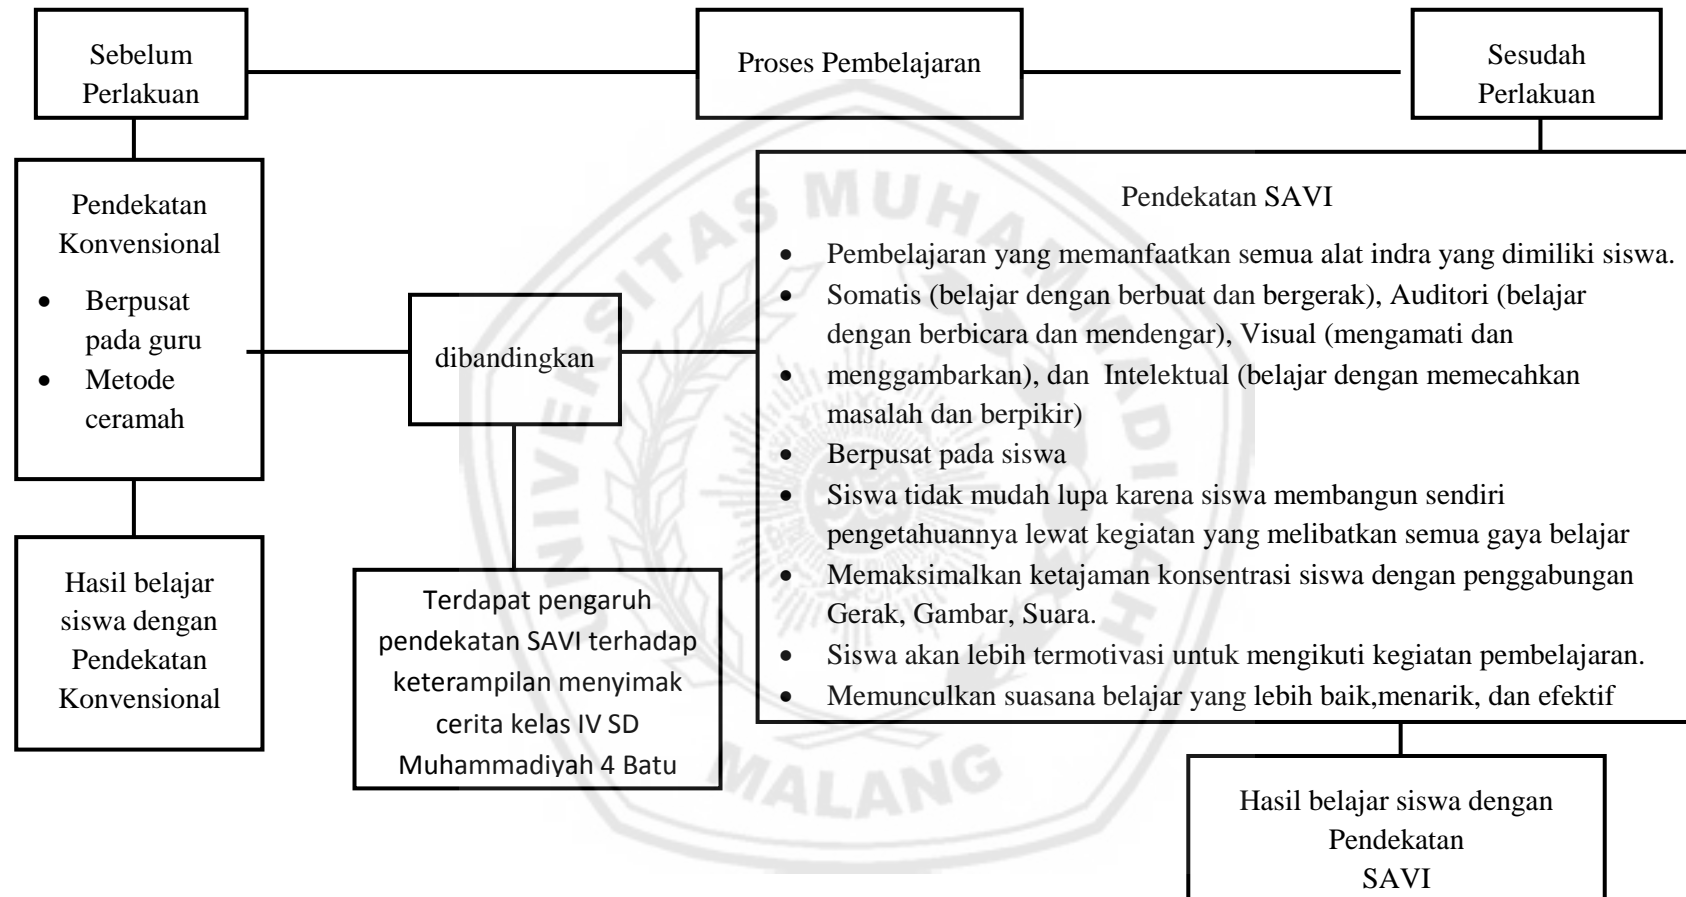 Sebelum
Perlakuan
Proses Pembelajaran
Sesudah
Perlakuan
Pendekatan
Konvensional
• Berpusat
pada guru
• Metode
ceramah
dibandingkan
Pendekatan SAVI
• Pembelajaran yang memanfaatkan semua alat indra yang dimiliki siswa.
• Somatis (belajar dengan berbuat dan bergerak), Auditori (belajar
dengan berbicara dan mendengar), Visual (mengamati dan
• menggambarkan), dan Intelektual (belajar dengan memecahkan
masalah dan berpikir)
• Berpusat pada siswa
• Siswa tidak mudah lupa karena siswa membangun sendiri
pengetahuannya lewat kegiatan yang melibatkan semua gaya belajar
• Memaksimalkan ketajaman konsentrasi siswa dengan penggabungan
Gerak, Gambar, Suara.
• Siswa akan lebih termotivasi untuk mengikuti kegiatan pembelajaran.
• Memunculkan suasana belajar yang lebih baik,menarik, dan efektif
Hasil belajar
siswa dengan
Pendekatan
Konvensional
Terdapat pengaruh
pendekatan SAVI terhadap
keterampilan menyimak
cerita kelas IV SD
Muhammadiyah 4 Batu
Hasil belajar siswa dengan
Pendekatan
SAVI
UNIVERSITAS MUHAMMADIYAH
MALANG